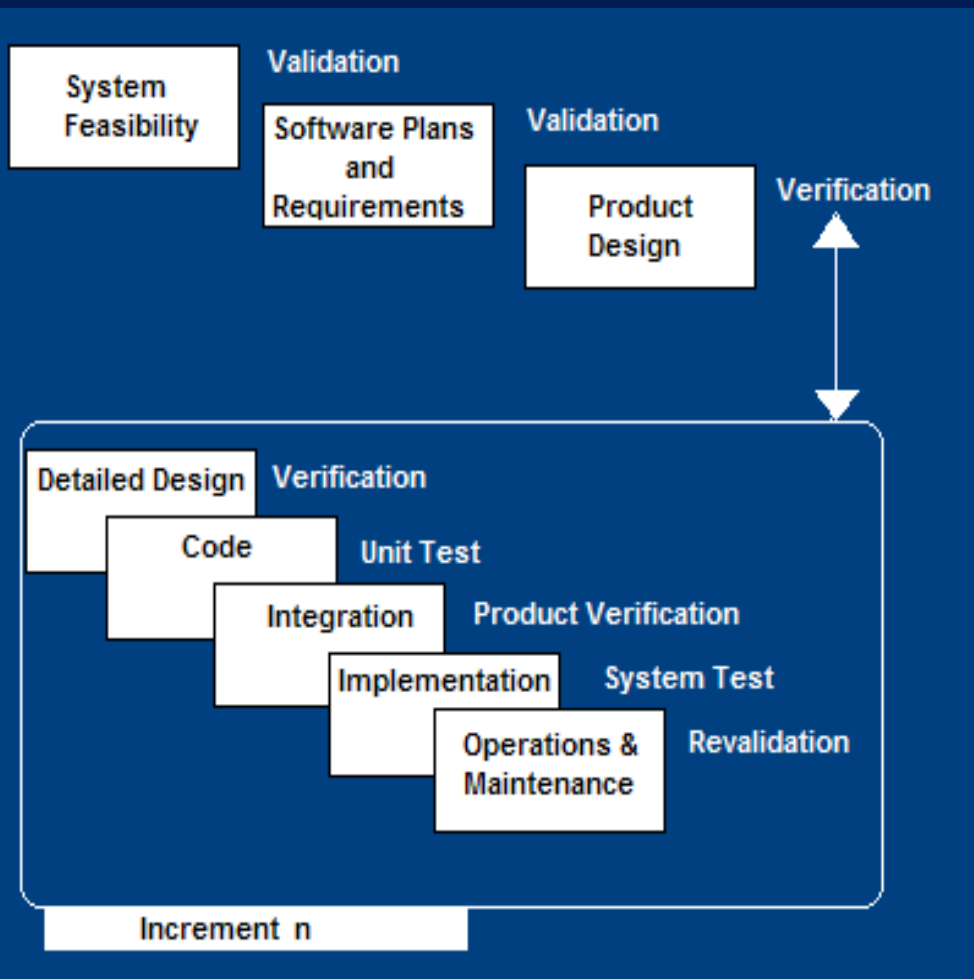 System
Feasibility
Validation
Software Plans
and
Requirements
Validation
Product
Design
Verification
Detailed Design
Verification
Code
Unit Test
Integration
Product Verification
Implementation
System Test
Operations &
Maintenance
Revalidation
Increment n